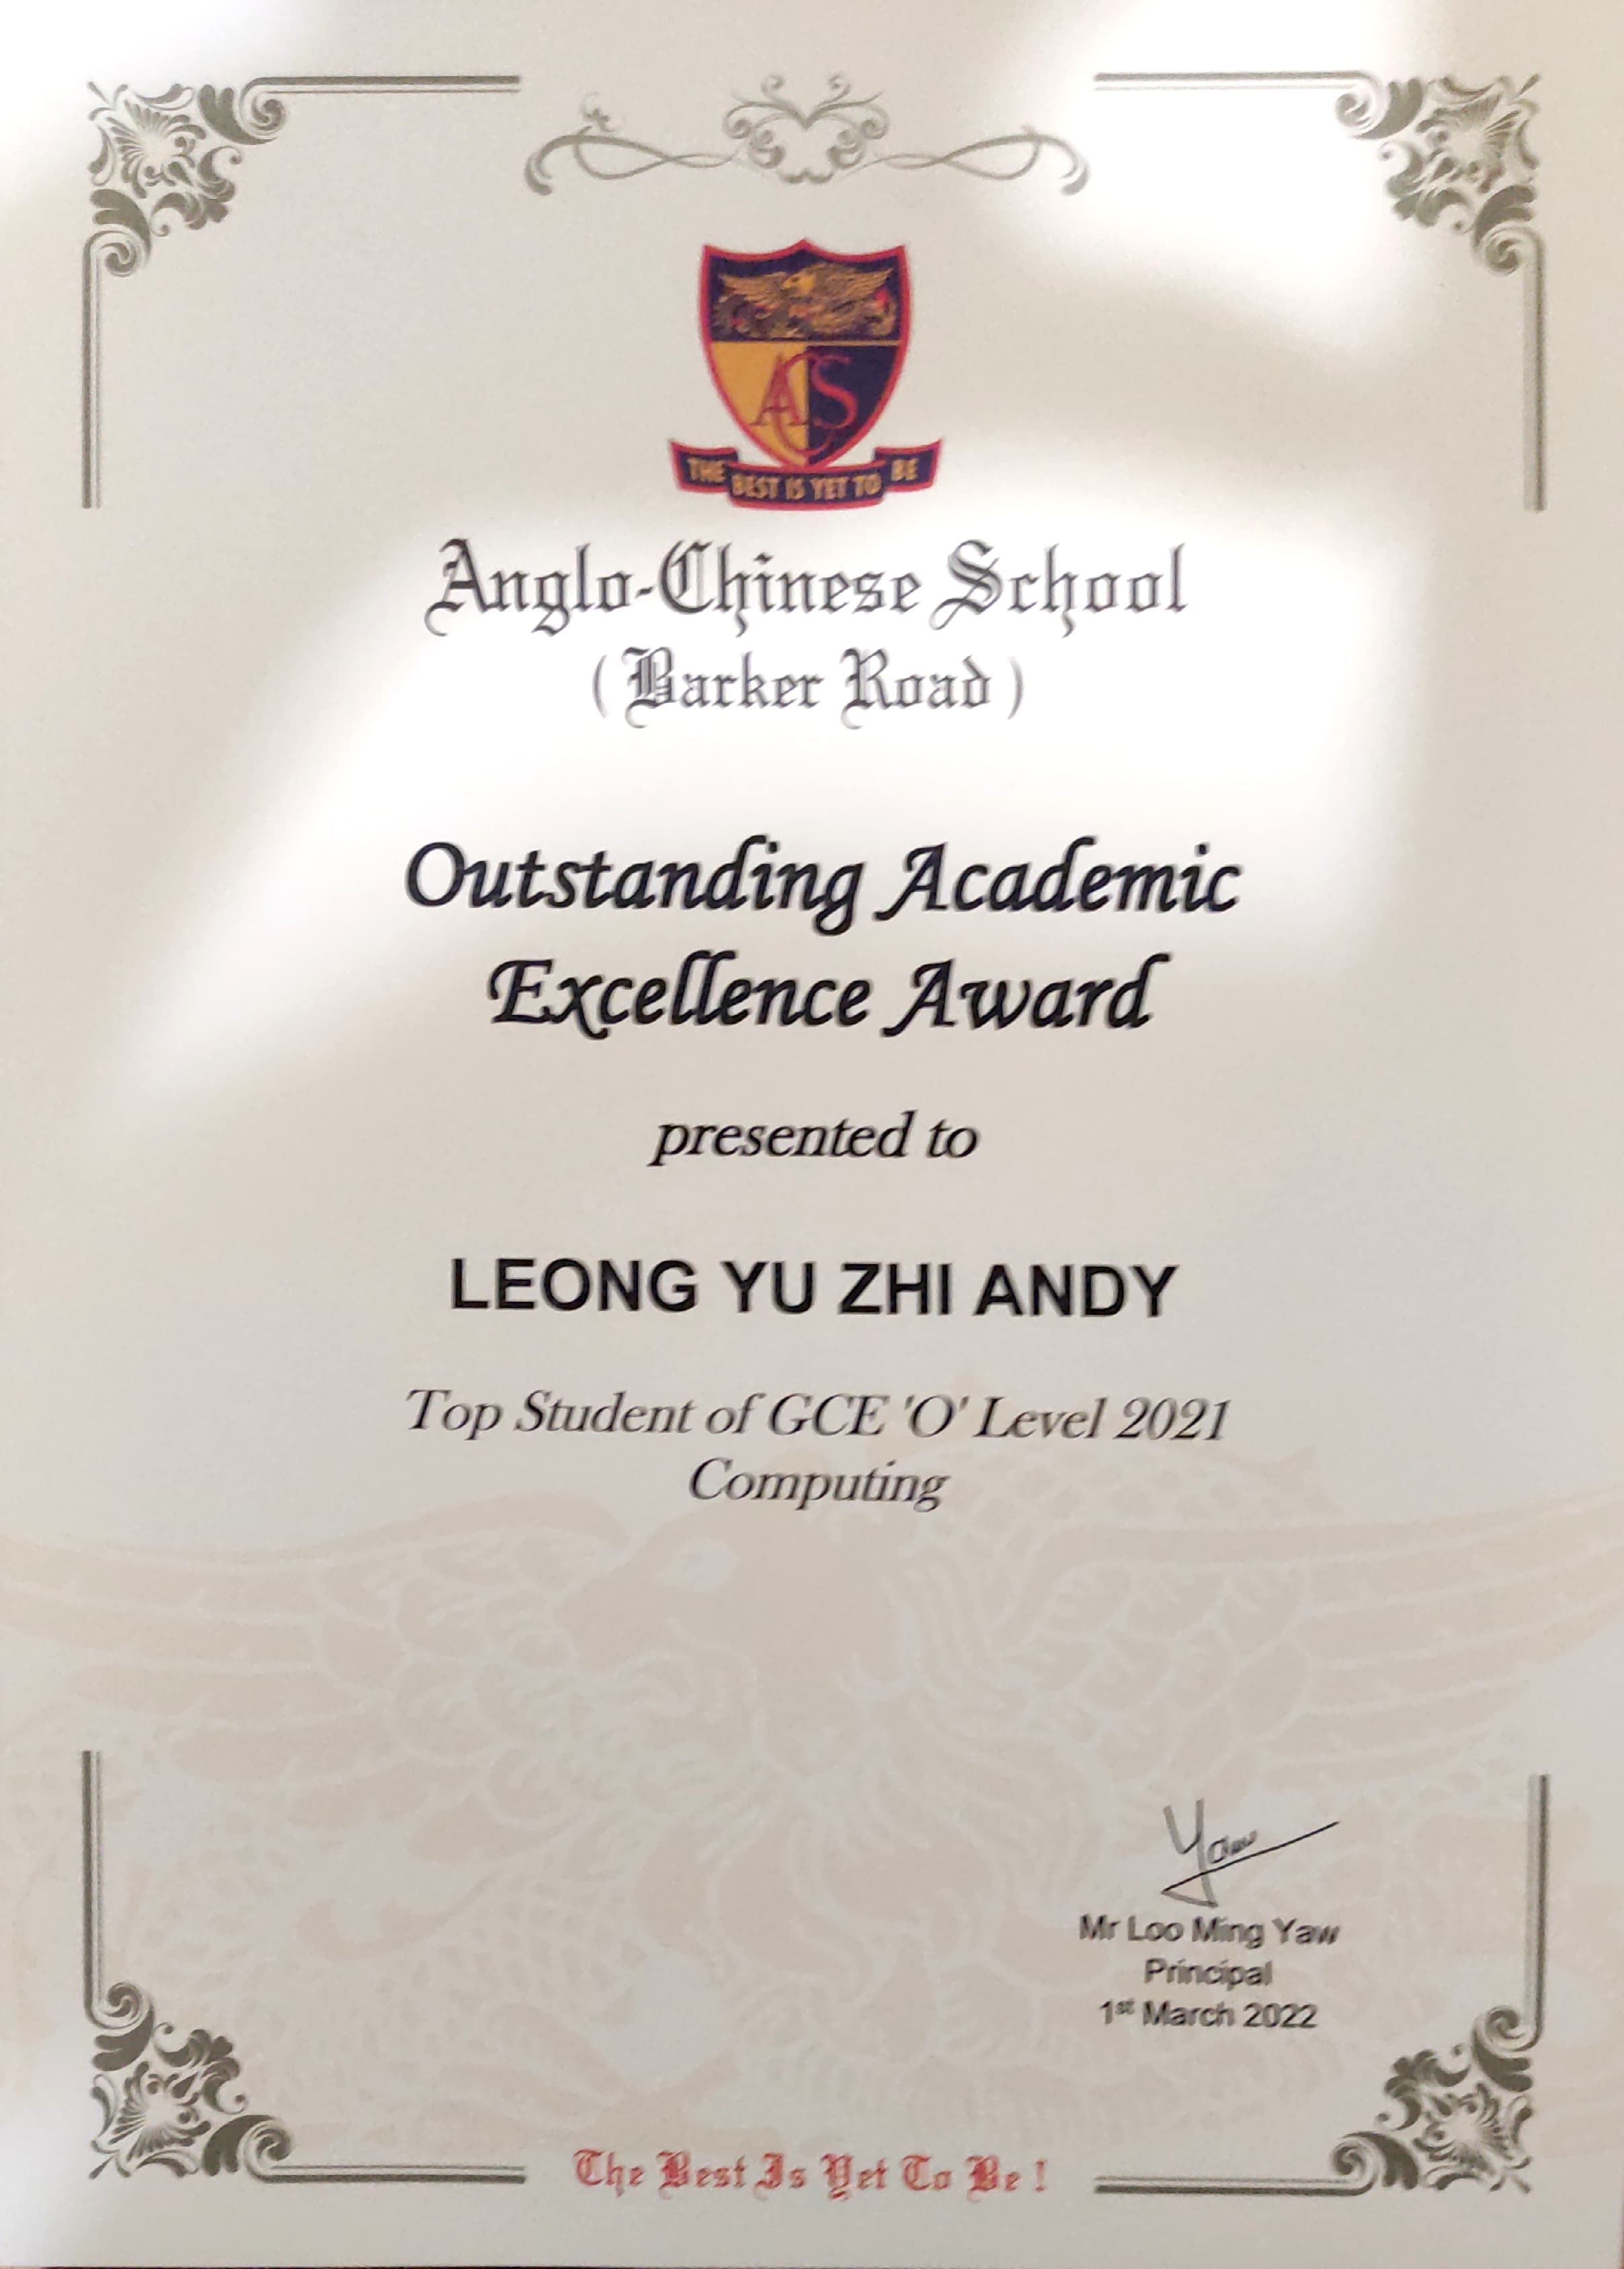 ACS
THE BEST IS YET TO BE
Anglo-Chinese School
(Barker Road)
Outstanding Academic
Excellence Award
presented to
LEONG YU ZHI ANDY
Top Student of GCE 'O' Level 2021
Computing
Yaw
Mr Loo Ming Yaw
Principal
1st March 2022
The Best Is Yet To Be !